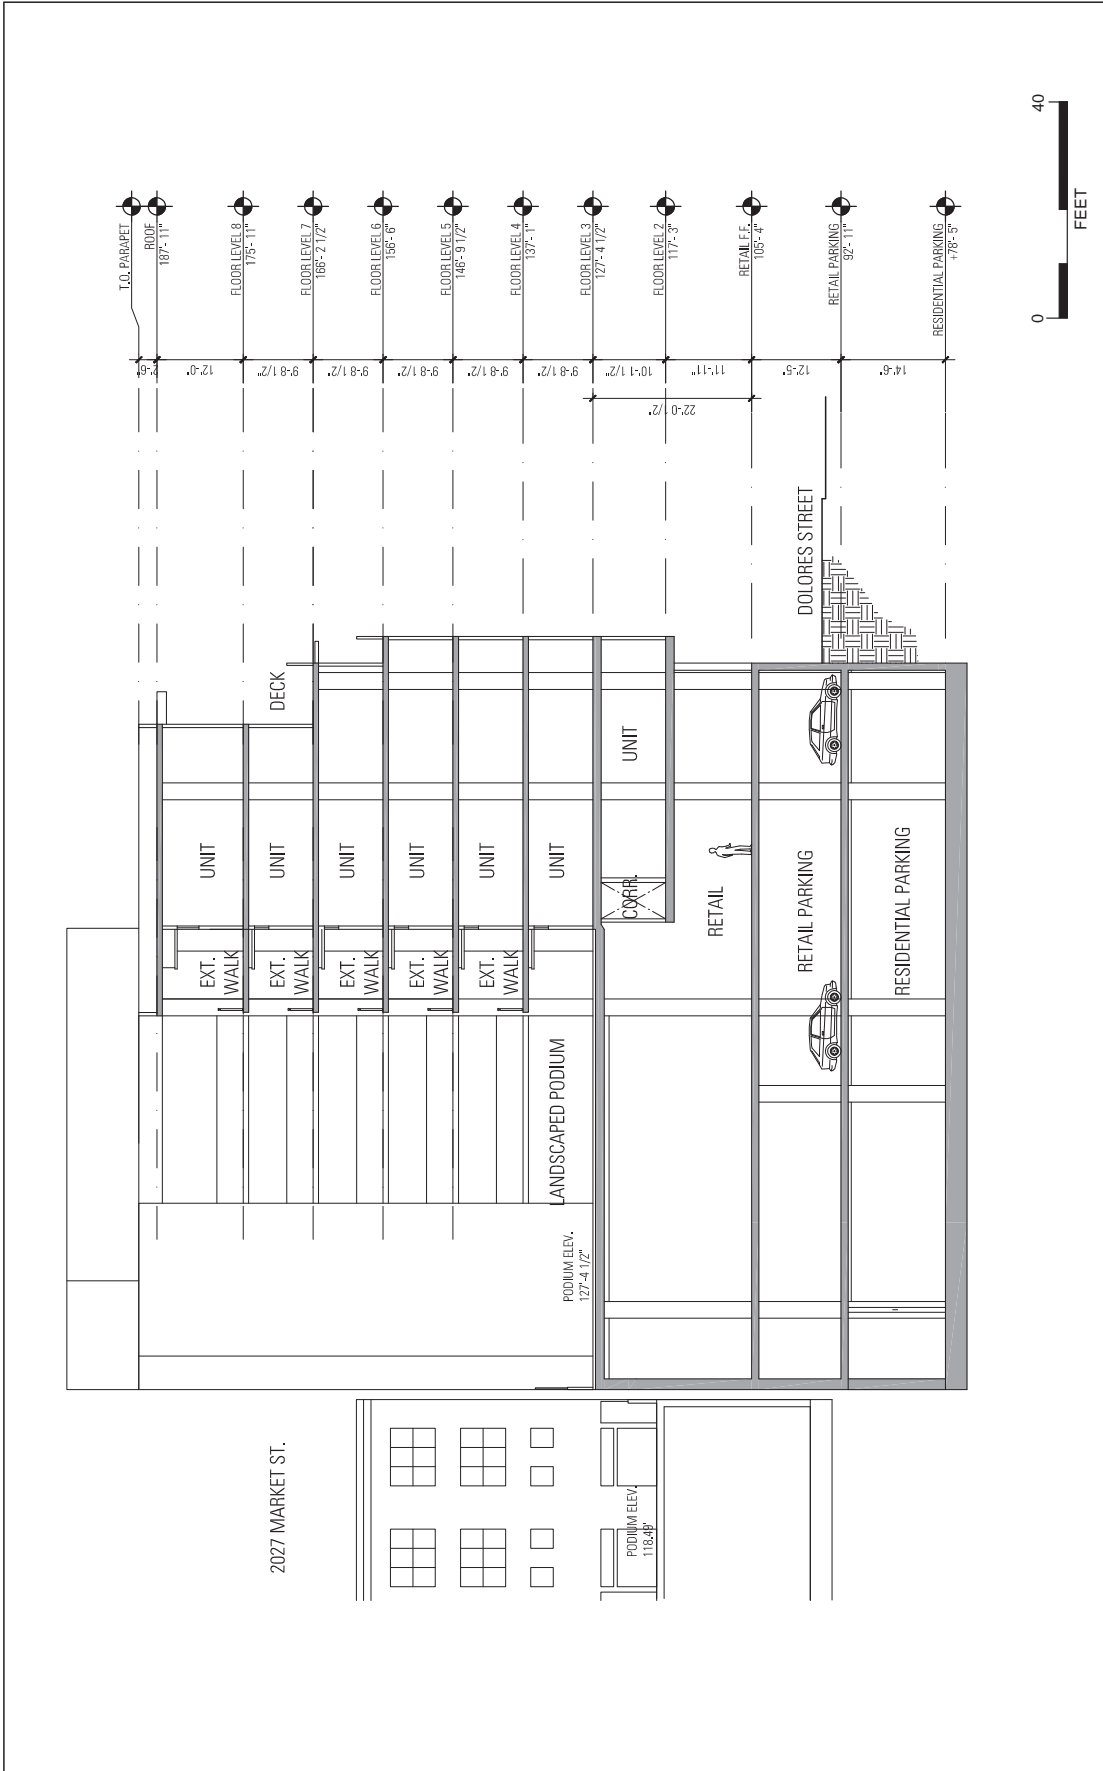 T.O. PARAPET
ROOF
187'- 11"
FLOOR LEVEL 8
175'- 11"
FLOOR LEVEL 7
166'- 2 1/2"
FLOOR LEVEL 6
156'- 6"
FLOOR LEVEL 5
146'- 9 1/2"
FLOOR LEVEL 4
137'- 1"
FLOOR LEVEL 3
127'- 4 1/2"
FLOOR LEVEL 2
117'- 3"
RETAIL F.F.
105'- 4"
RETAIL PARKING
92'- 11"
RESIDENTIAL PARKING
+78'- 5"
2'-6"
12'-0"
9'-8 1/2"
9'-8 1/2"
9'-8 1/2"
9'-8 1/2"
9'-8 1/2"
10'-1 1/2"
11'-11"
12'-5"
14'-6"
22'-0 1/2"
2027 MARKET ST.
PODIUM ELEV.
118.49'
PODIUM ELEV.
127'-4 1/2"
LANDSCAPED PODIUM
EXT.
WALK
EXT.
WALK
EXT.
WALK
EXT.
WALK
EXT.
WALK
UNIT
UNIT
UNIT
UNIT
UNIT
UNIT
DECK
CORR.
UNIT
RETAIL
RETAIL PARKING
RESIDENTIAL PARKING
DOLORES STREET
0
40
FEET